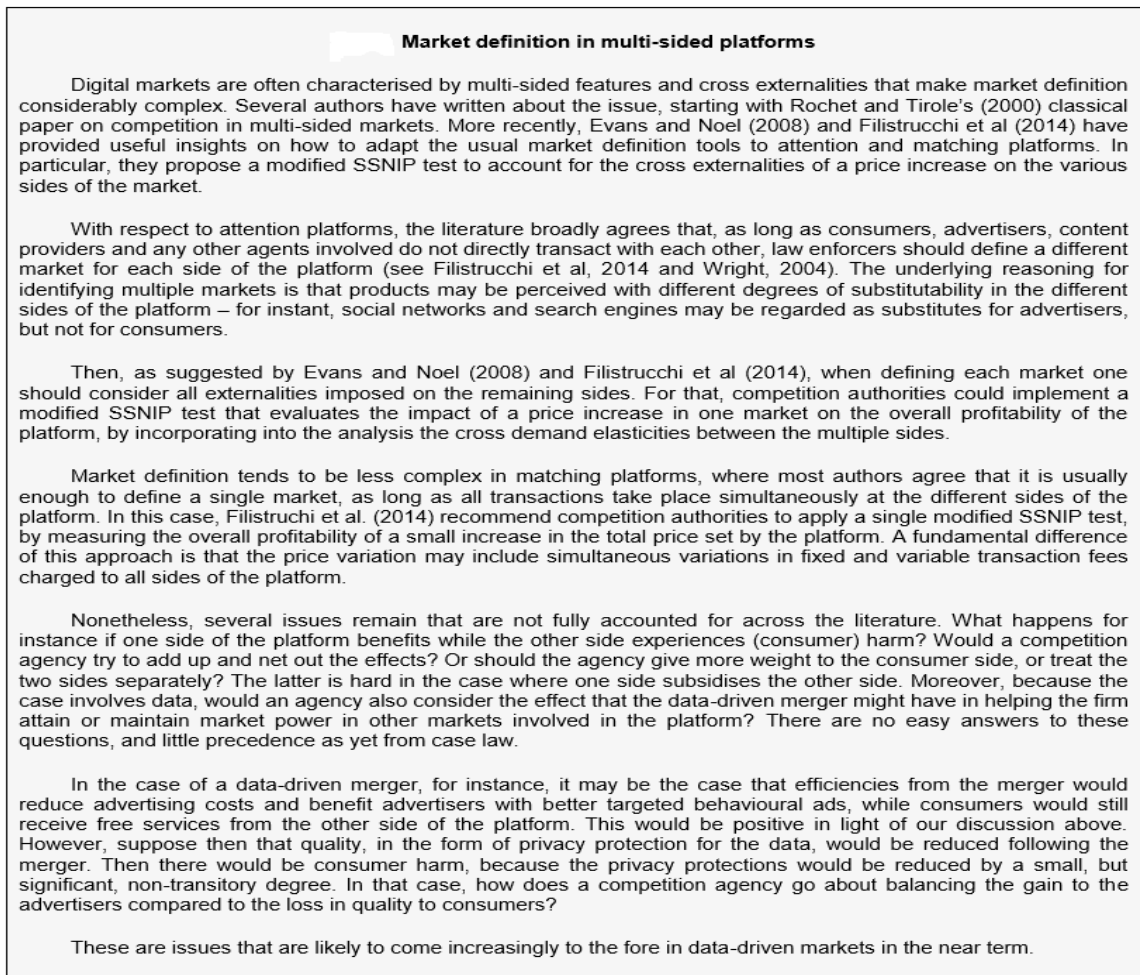 Market definition in multi-sided platforms
Digital markets are often characterised by multi-sided features and cross externalities that make market definition
considerably complex. Several authors have written about the issue, starting with Rochet and Tirole's (2000) classical
paper on competition in multi-sided markets. More recently, Evans and Noel (2008) and Filistrucchi et al (2014) have
provided useful insights on how to adapt the usual market definition tools to attention and matching platforms. In
particular, they propose a modified SSNIP test to account for the cross externalities of a price increase on the various
sides of the market.
With respect to attention platforms, the literature broadly agrees that, as long as consumers, advertisers, content
providers and any other agents involved do not directly transact with each other, law enforcers should define a different
market for each side of the platform (see Filistrucchi et al, 2014 and Wright, 2004). The underlying reasoning for
identifying multiple markets is that products may be perceived with different degrees of substitutability in the different
sides of the platform – for instant, social networks and search engines may be regarded as substitutes for advertisers,
but not for consumers.
Then, as suggested by Evans and Noel (2008) and Filistrucchi et al (2014), when defining each market one
should consider all externalities imposed on the remaining sides. For that, competition authorities could implement a
modified SSNIP test that evaluates the impact of a price increase in one market on the overall profitability of the
platform, by incorporating into the analysis the cross demand elasticities between the multiple sides.
Market definition tends to be less complex in matching platforms, where most authors agree that it is usually
enough to define a single market, as long as all transactions take place simultaneously at the different sides of the
platform. In this case, Filistruchi et al. (2014) recommend competition authorities to apply a single modified SSNIP test,
by measuring the overall profitability of a small increase in the total price set by the platform. A fundamental difference
of this approach is that the price variation may include simultaneous variations in fixed and variable transaction fees
charged to all sides of the platform.
Nonetheless, several issues remain that are not fully accounted for across the literature. What happens for
instance if one side of the platform benefits while the other side experiences (consumer) harm? Would a competition
agency try to add up and net out the effects? Or should the agency give more weight to the consumer side, or treat the
two sides separately? The latter is hard in the case where one side subsidises the other side. Moreover, because the
case involves data, would an agency also consider the effect that the data-driven merger might have in helping the firm
attain or maintain market power in other markets involved in the platform? There are no easy answers to these
questions, and little precedence as yet from case law.
In the case of a data-driven merger, for instance, it may be the case that efficiencies from the merger would
reduce advertising costs and benefit advertisers with better targeted behavioural ads, while consumers would still
receive free services from the other side of the platform. This would be positive in light of our discussion above.
However, suppose then that quality, in the form of privacy protection for the data, would be reduced following the
merger. Then there would be consumer harm, because the privacy protections would be reduced by a small, but
significant, non-transitory degree. In that case, how does a competition agency go about balancing the gain to the
advertisers compared to the loss in quality to consumers?
These are issues that are likely to come increasingly to the fore in data-driven markets in the near term.